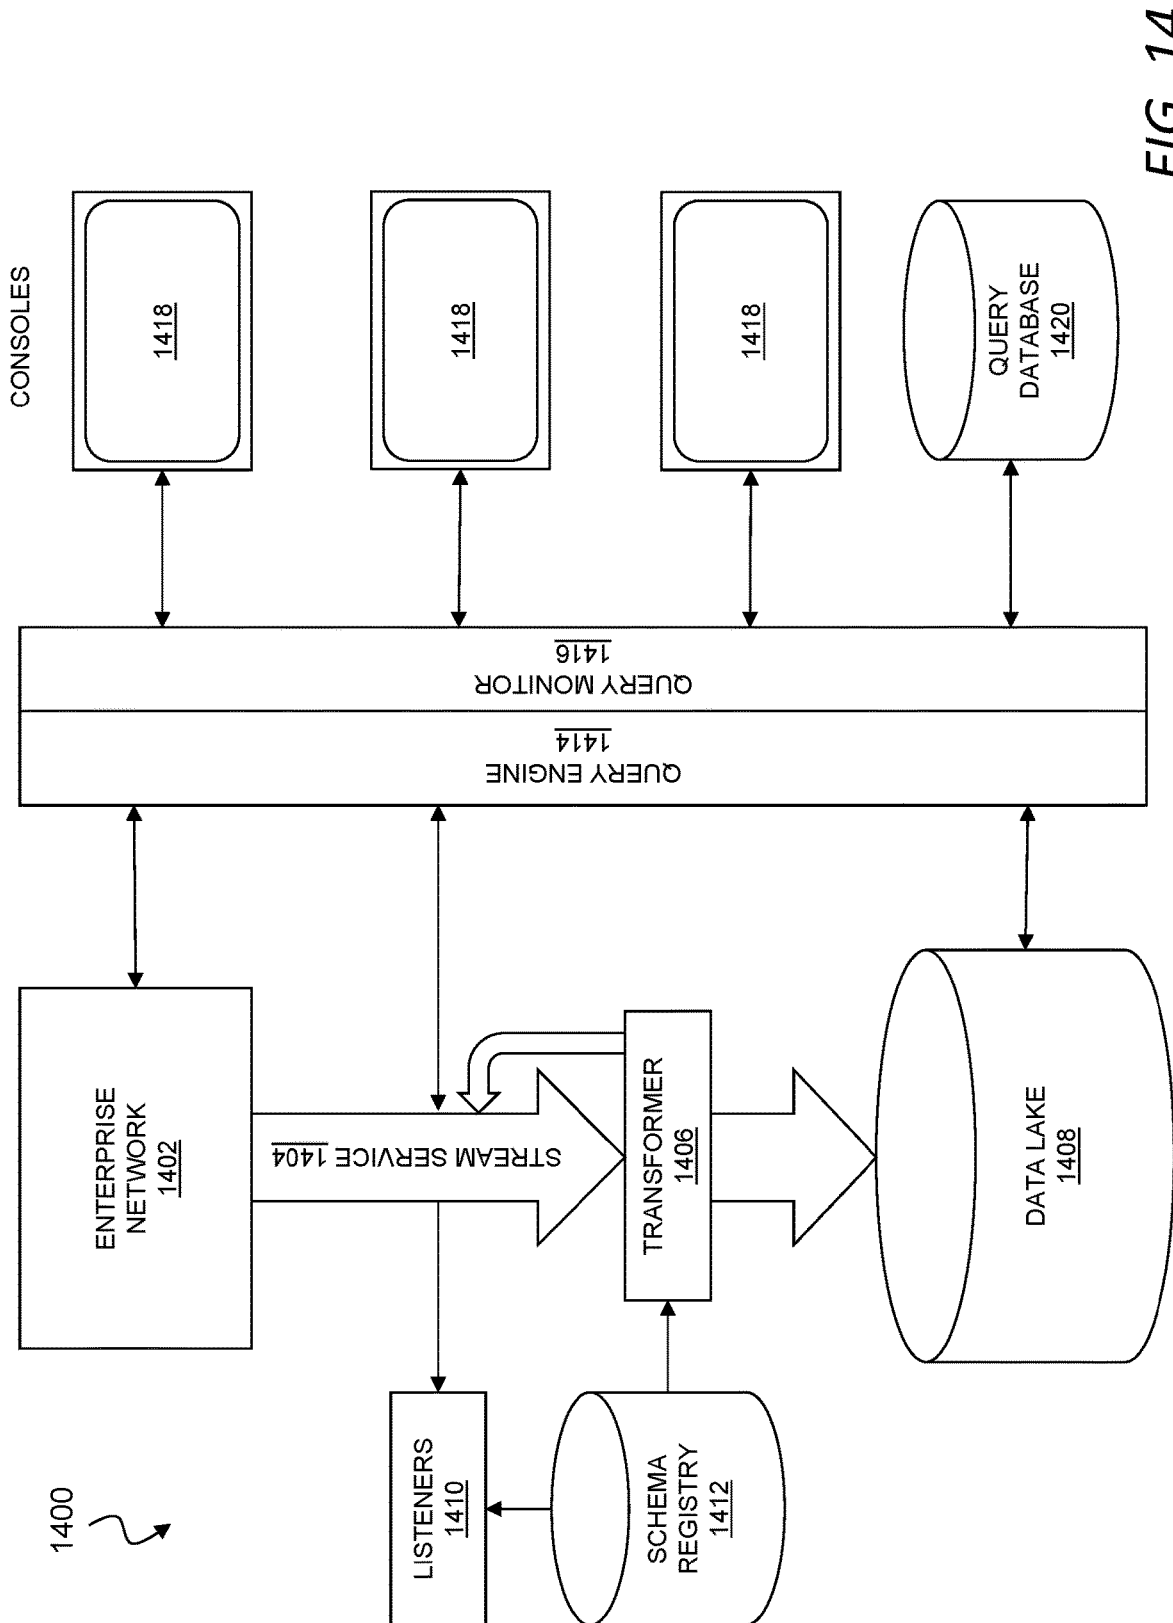 1400
LISTENERS
1410
SCHEMA
REGISTRY
1412
ENTERPRISE
NETWORK
1402
STREAM SERVICE 1404
TRANSFORMER
1406
DATA LAKE
1408
QUERY ENGINE
1414
QUERY MONITOR
1416
CONSOLES
1418
1418
1418
QUERY
DATABASE
1420
FIG. 14